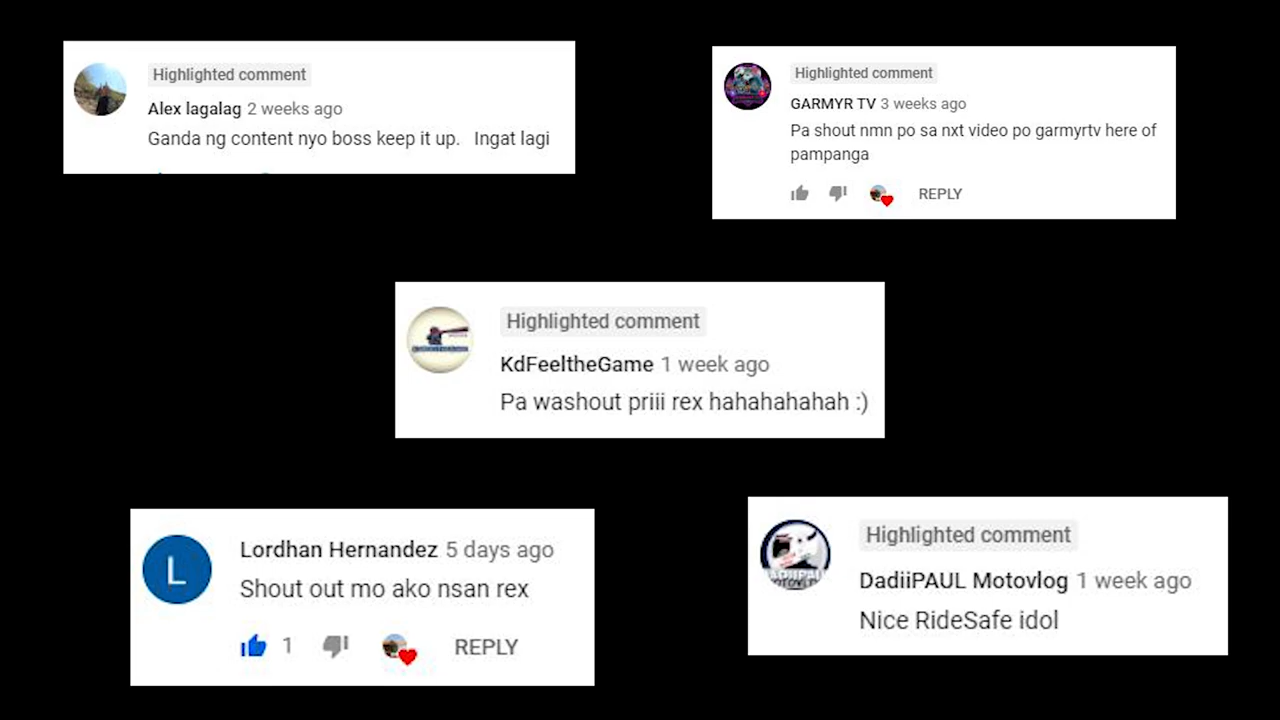 Highlighted comment
Alex lagalag 2 weeks ago
Ganda ng content nyo boss keep it up. Ingat lagi
Highlighted comment
GARMYR TV 3 weeks ago
Pa shout nmn po sa nxt video po garmyrtv here of
pampanga
REPLY
Highlighted comment
KdFeeltheGame 1 week ago
Pa washout priii rex hahahahahah :)
L
Lordhan Hernandez 5 days ago
Shout out mo ako nsan rex
1 REPLY
Highlighted comment
DadiiPAUL Motovlog 1 week ago
Nice RideSafe idol